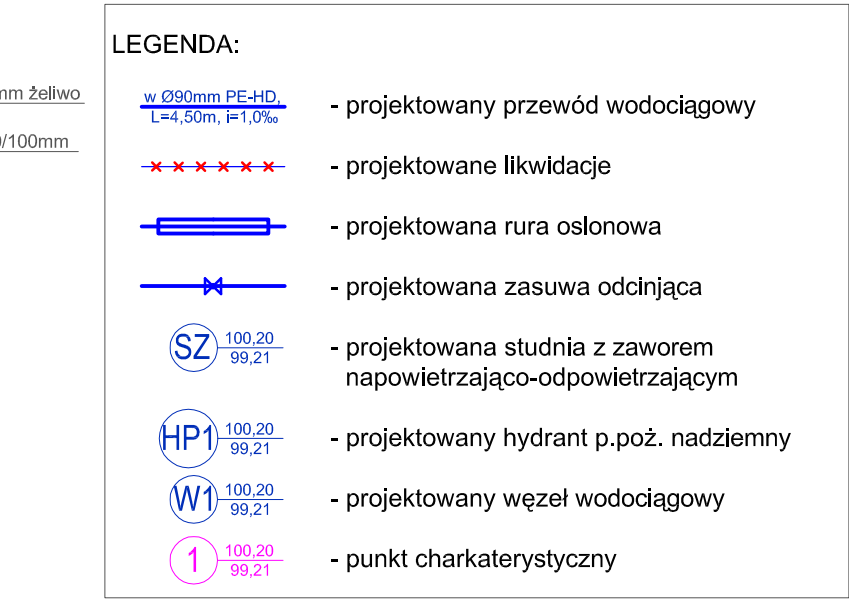 mm żeliwo
0/100mm
LEGENDA:
w Ø90mm PE-HD,
L=4,50m, i=1,0‰
- projektowany przewód wodociągowy
- projektowane likwidacje
- projektowana rura oslonowa
- projektowana zasuwa odcinjąca
SZ 100,20
99,21
- projektowana studnia z zaworem
napowietrzająco-odpowietrzającym
HP1 100,20
99,21
- projektowany hydrant p.poż. nadziemny
W1 100,20
99,21
- projektowany węzeł wodociągowy
1 100,20
99,21
- punkt charkaterystyczny